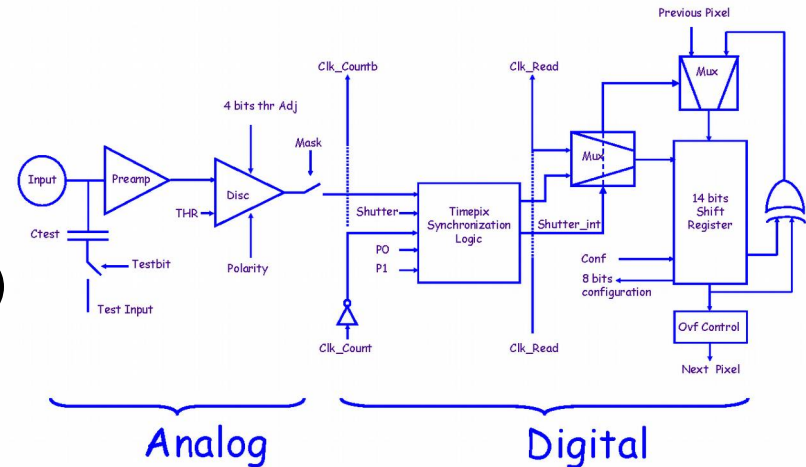 Previous Pixel
Clk_Countb
Clk_Read
Mux
4 bits thr Adj
Mask
Input
Preamp
Disc
Mux
14 bits
Shift
Register
Ctest
THR
Shutter
Timepix
Synchronization
Logic
Shutter_int
Testbit
Polarity
P0
P1
Conf
8 bits
configuration
Test Input
Clk_Count
Clk_Read
Ovf Control
Next Pixel
Analog
Digital